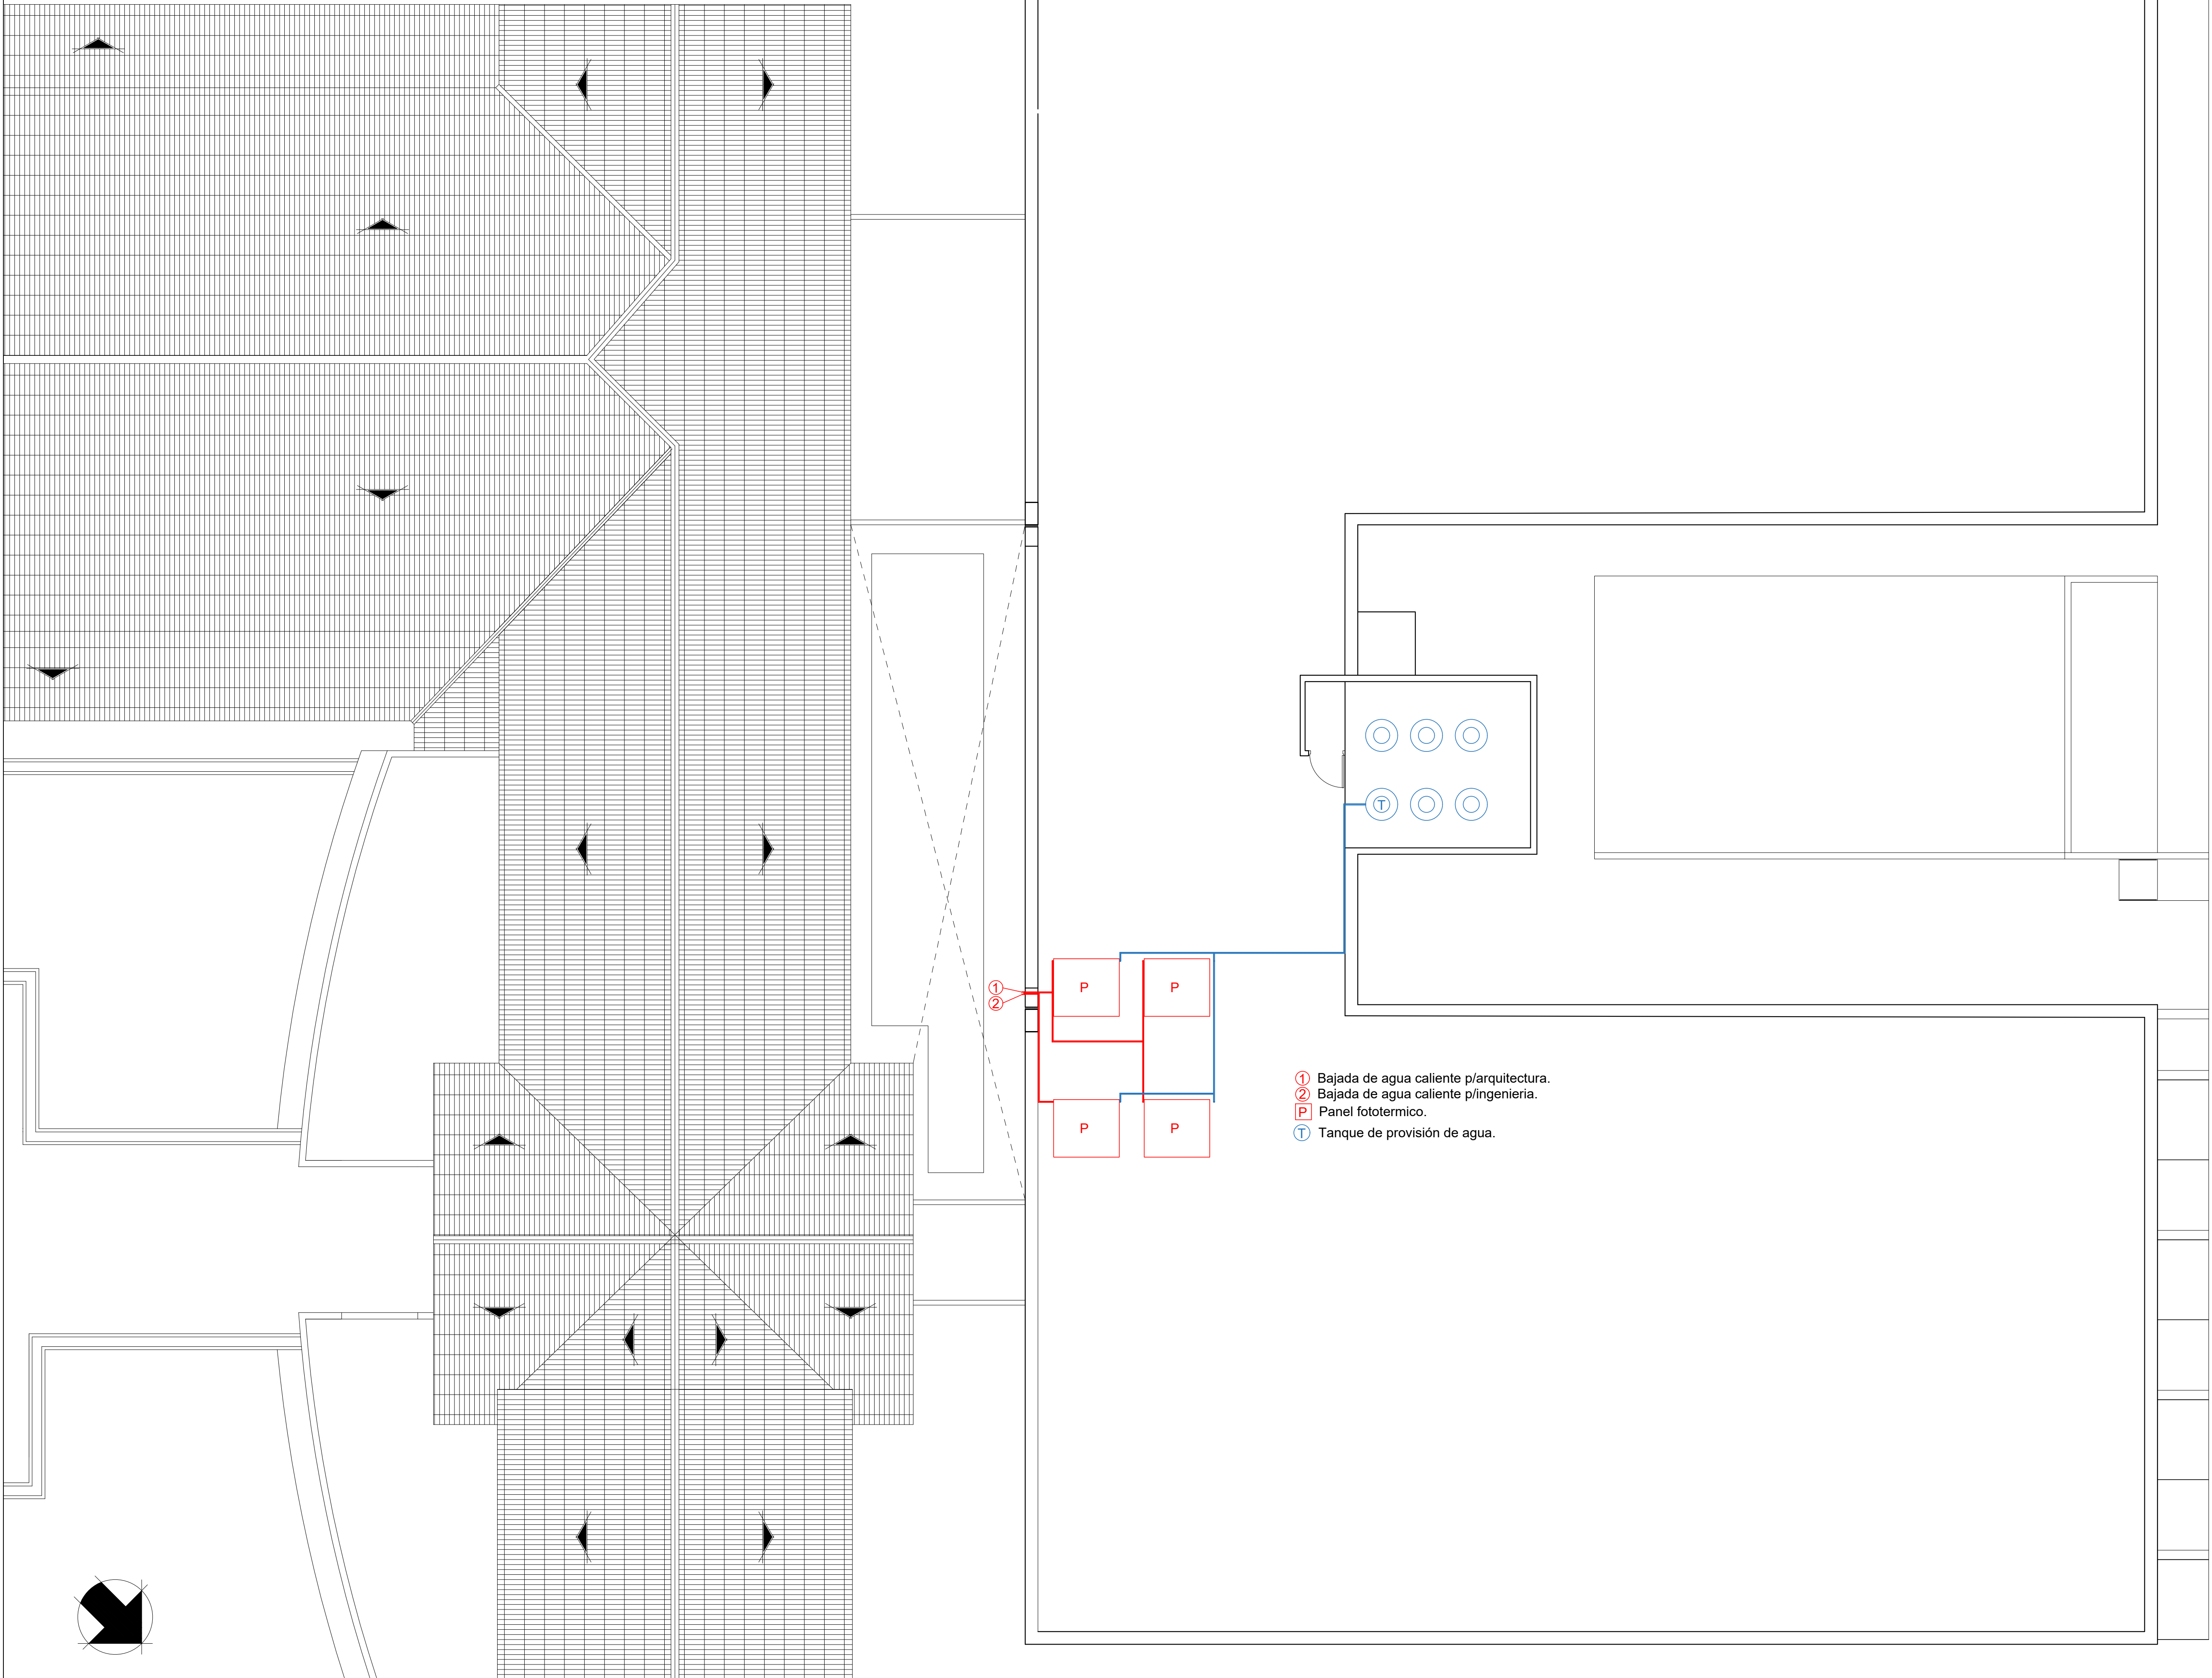 T
P
P
1
2
P
P
1 Bajada de agua caliente p/arquitectura.
2 Bajada de agua caliente p/ingenieria.
P Panel fototermico.
T Tanque de provisión de agua.